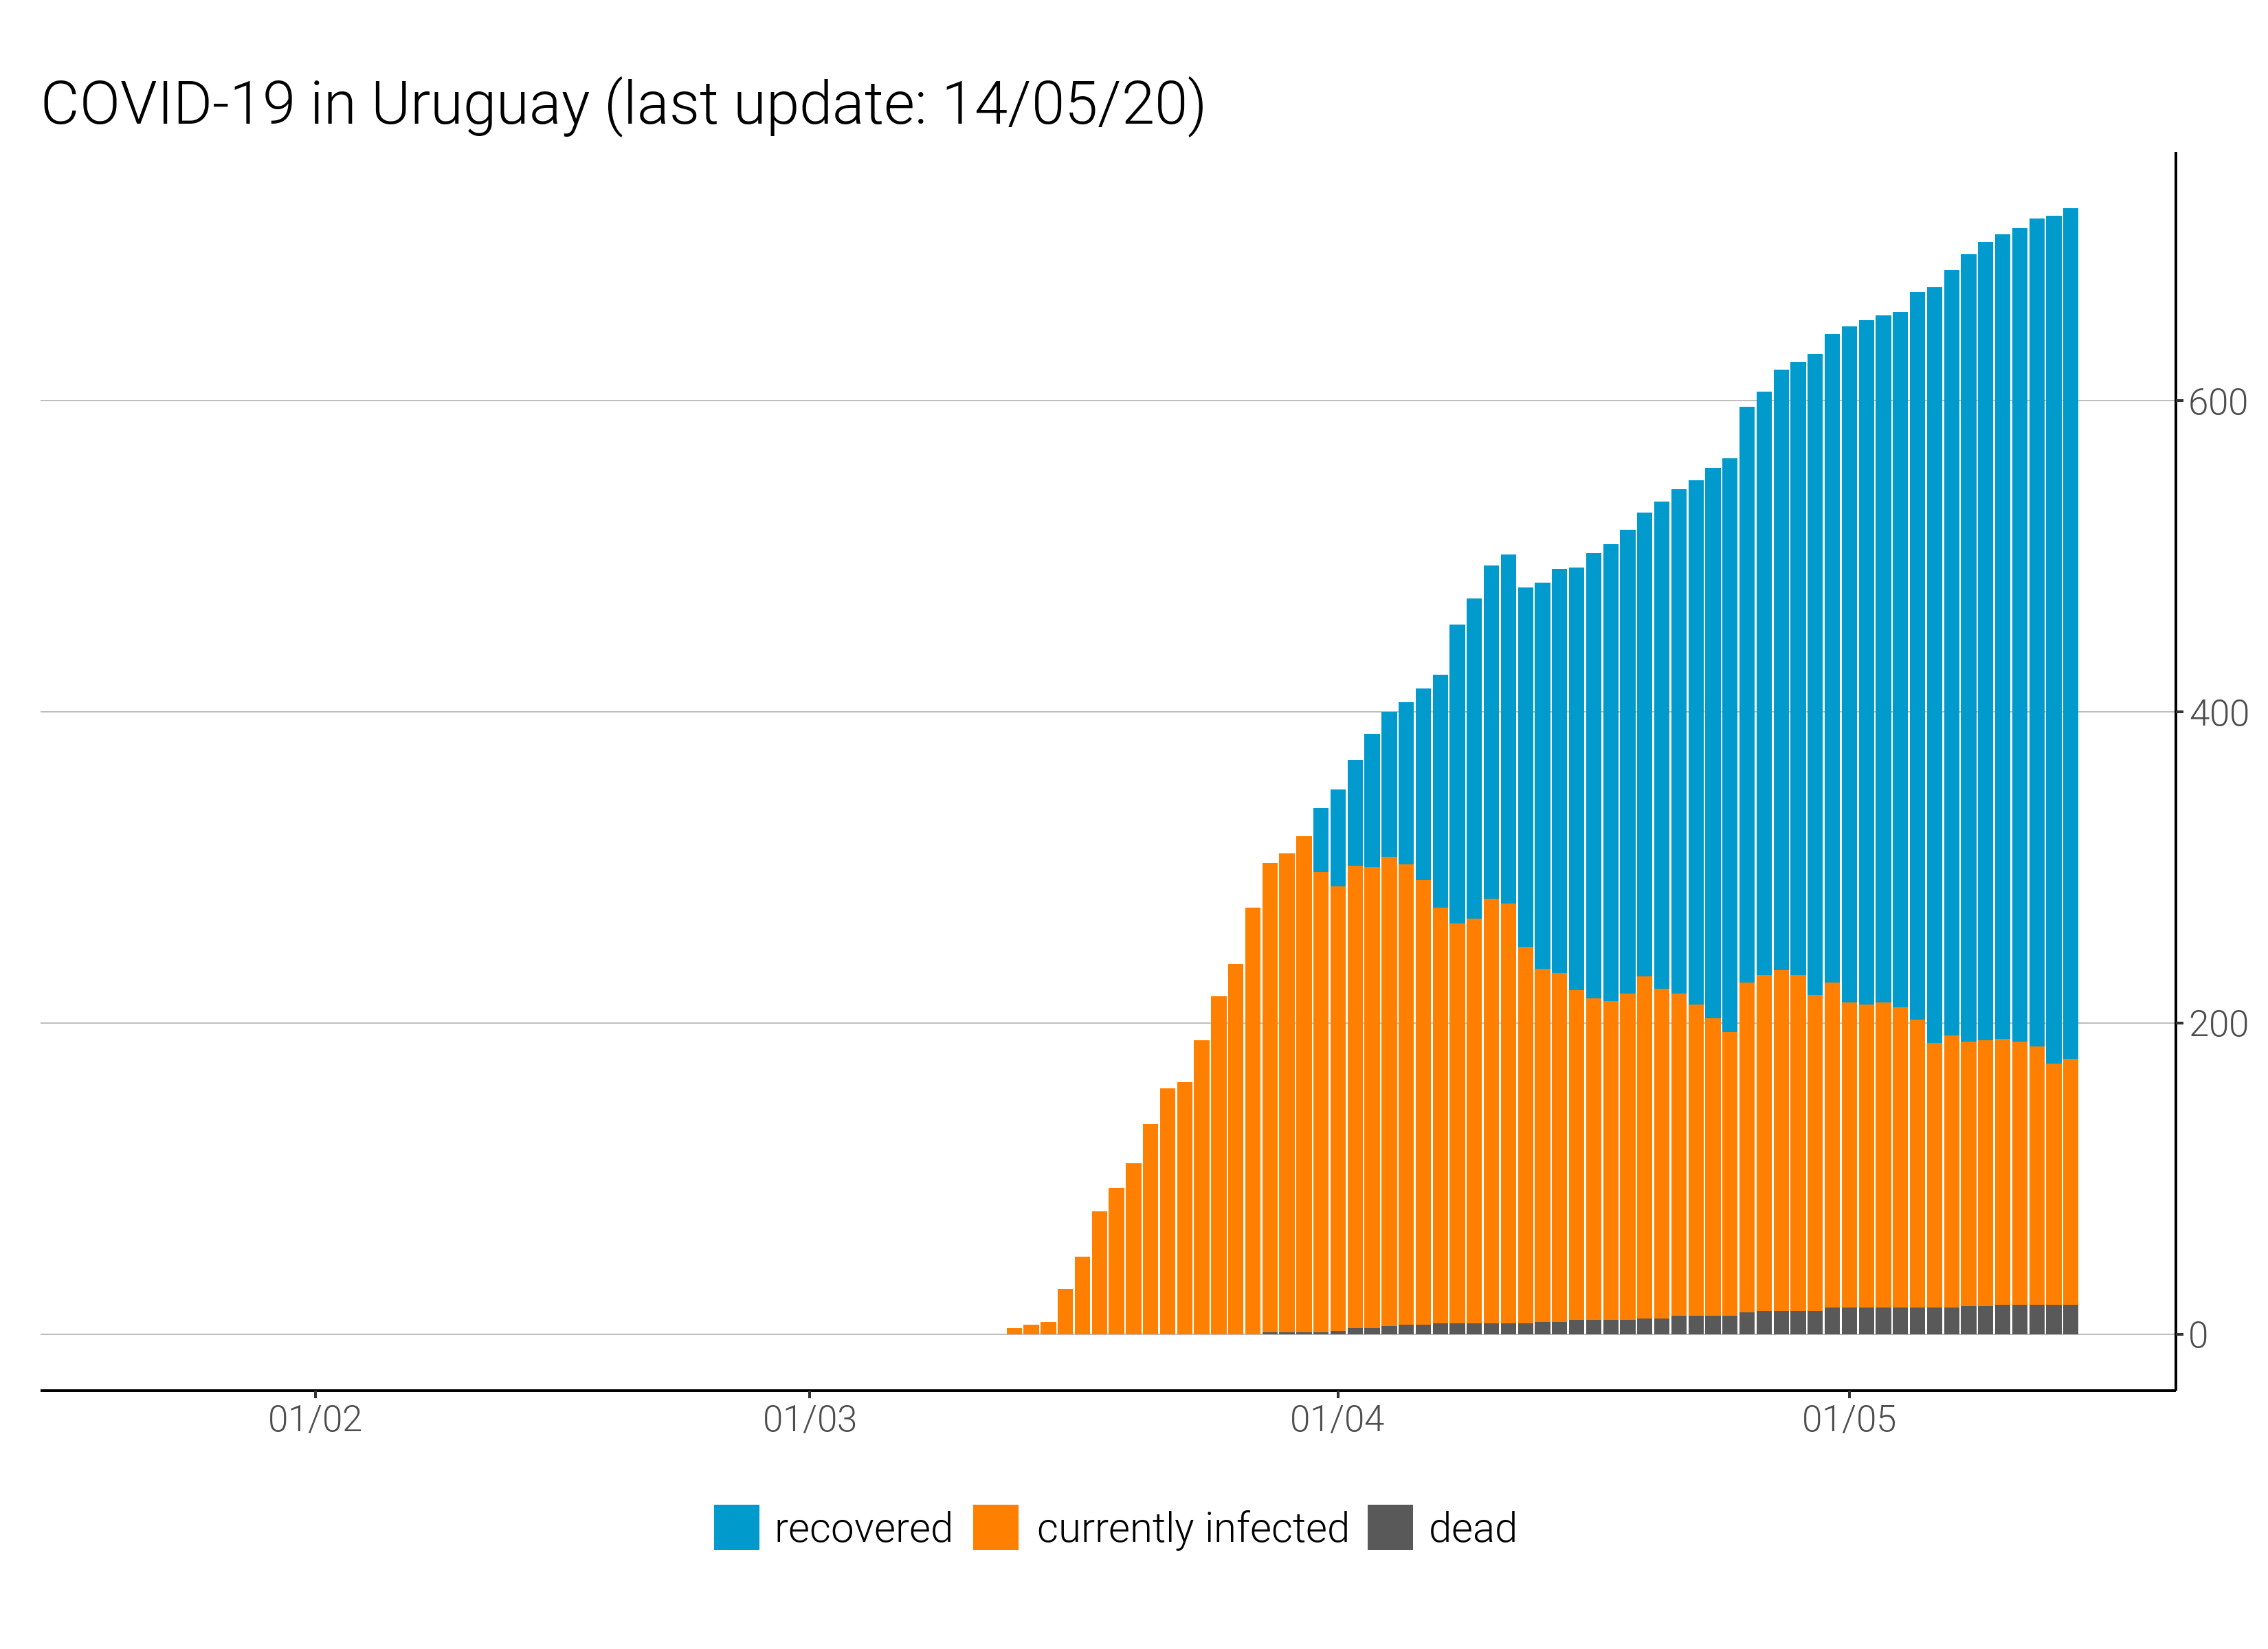 COVID-19 in Uruguay (last update: 14/05/20)
600
400
200
0
01/02 01/03 01/04 01/05
recovered currently infected dead